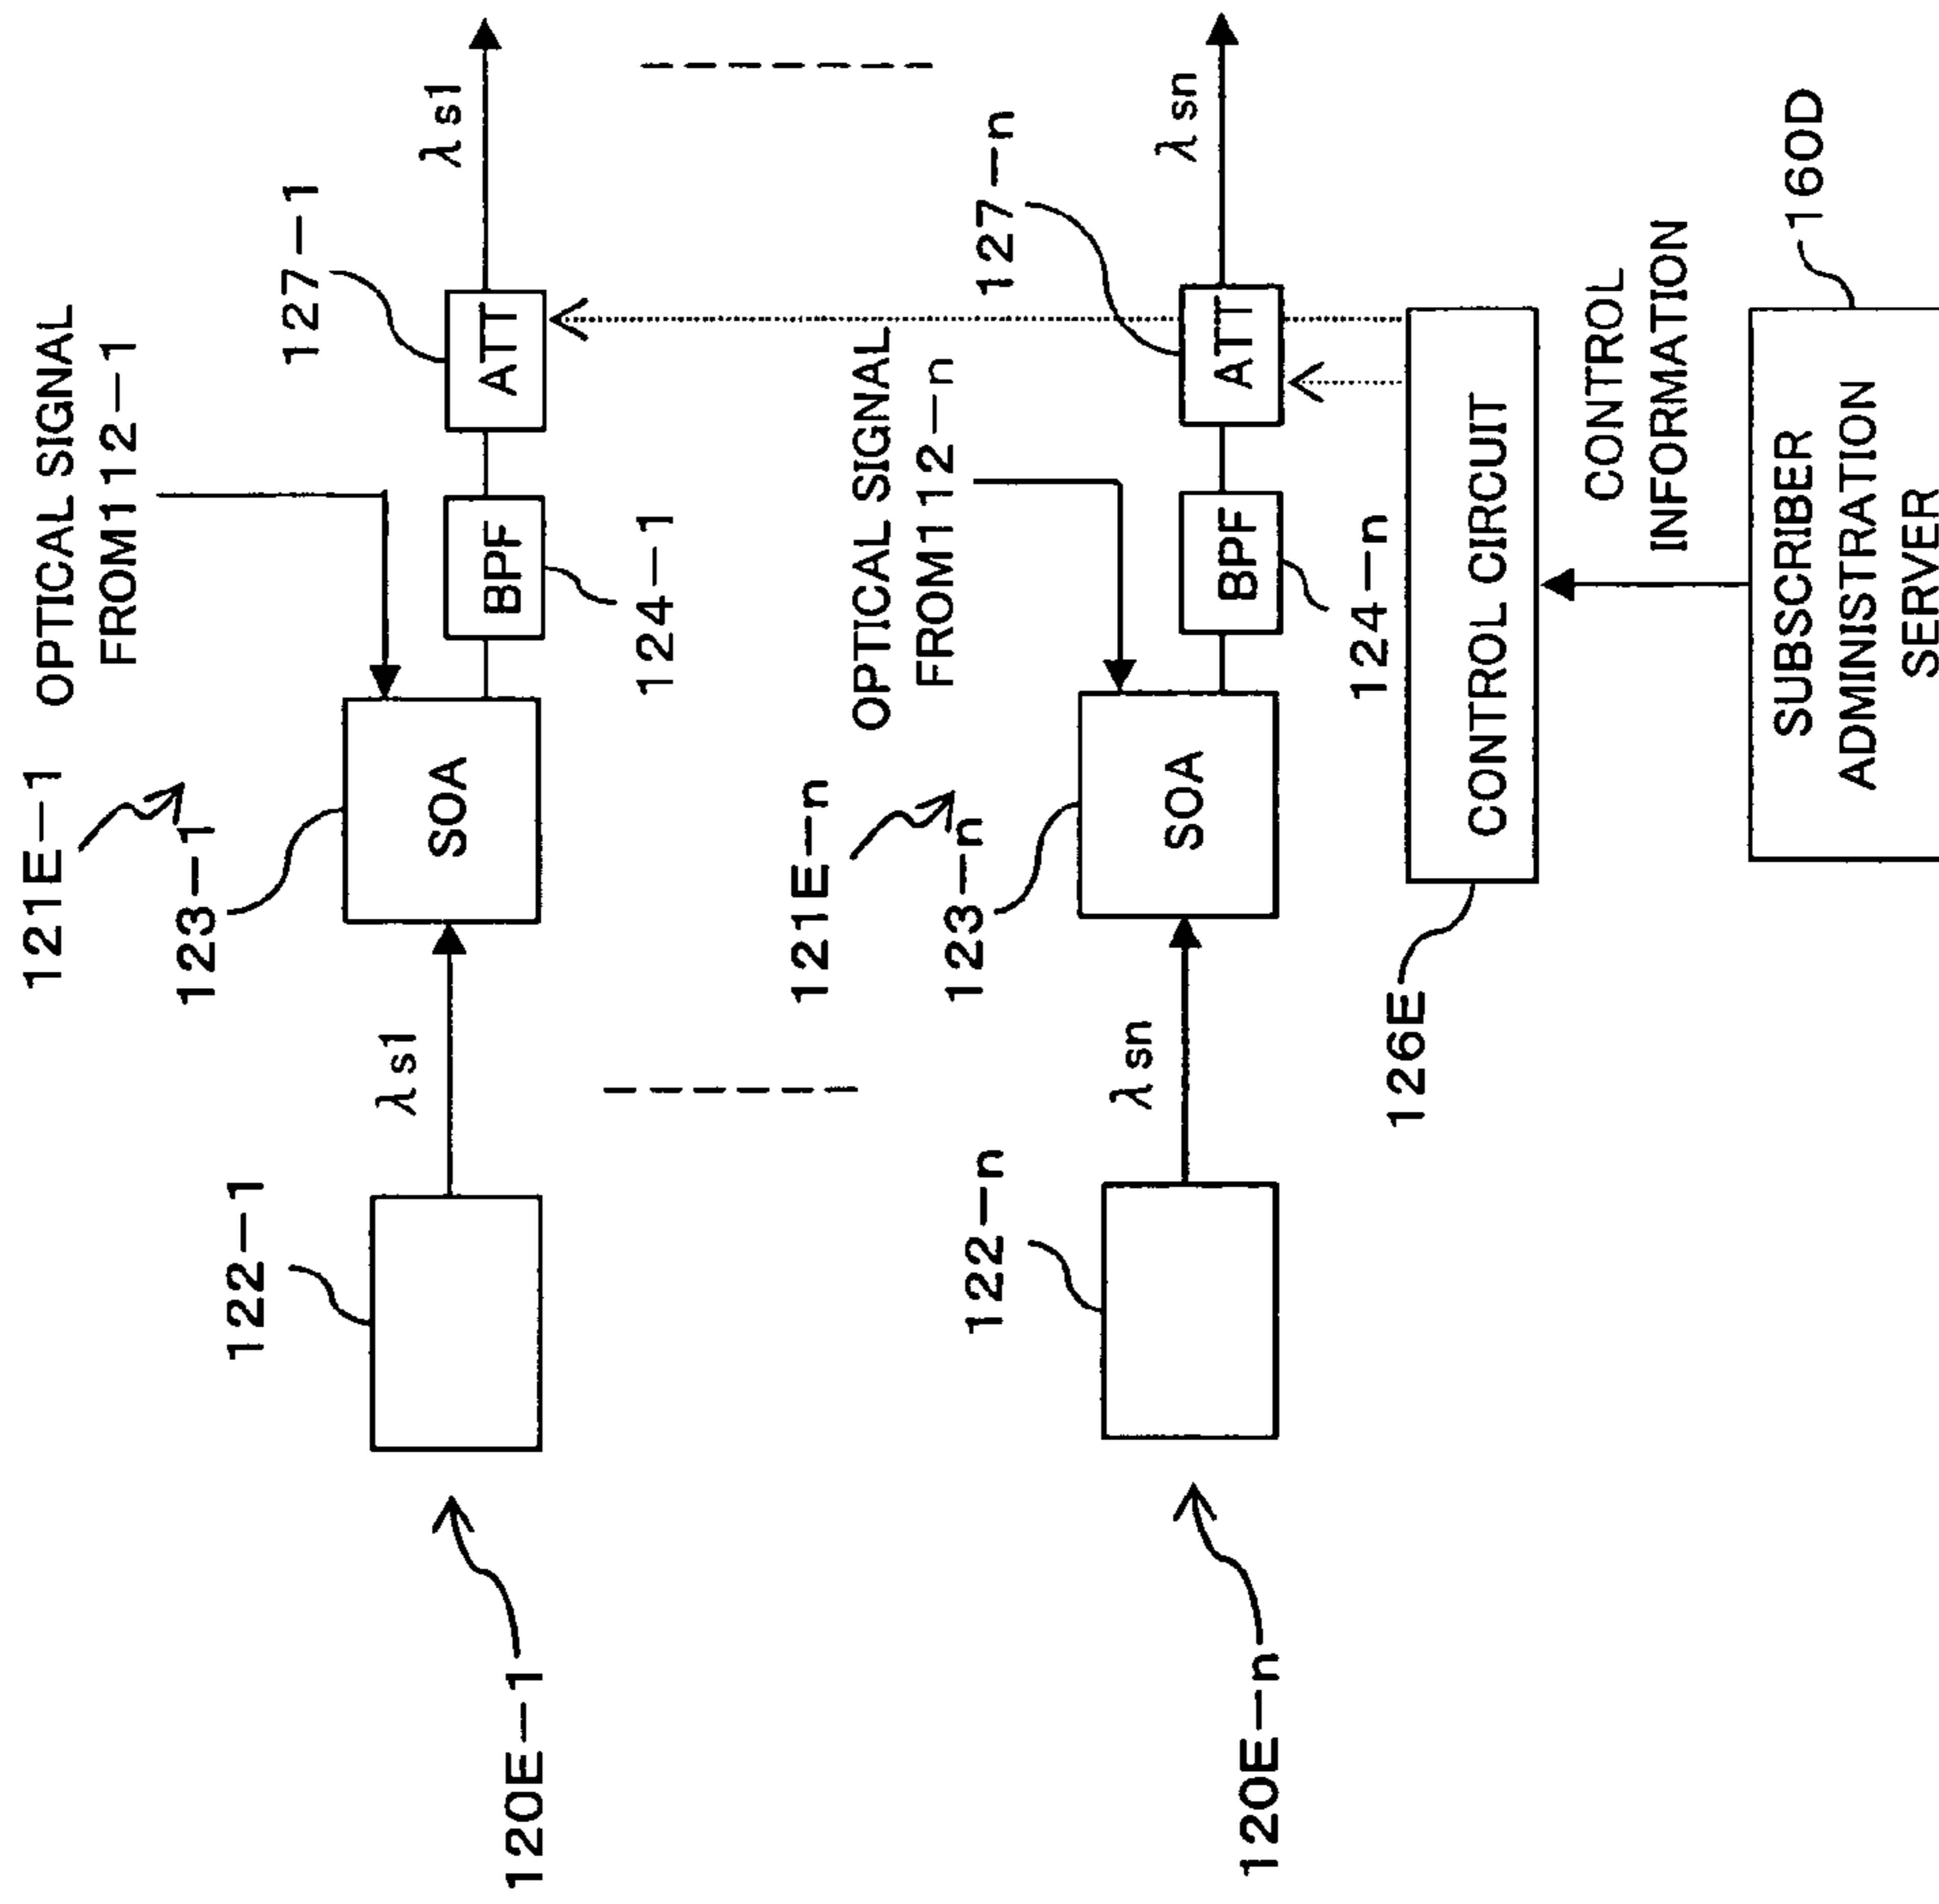 121E-1
OPTICAL SIGNAL
FROM112-1
123-1
122-1
127-1
λs1
SOA
BPF
ATT
λs1
124-1
120E-1
121E-n
OPTICAL SIGNAL
FROM112-n
123-n
122-n
127-n
λsn
SOA
BPF
ATT
λsn
124-n
120E-n
126E
CONTROL CIRCUIT
CONTROL
INFORMATION
160D
SUBSCRIBER
ADMINISTRATION
SERVER